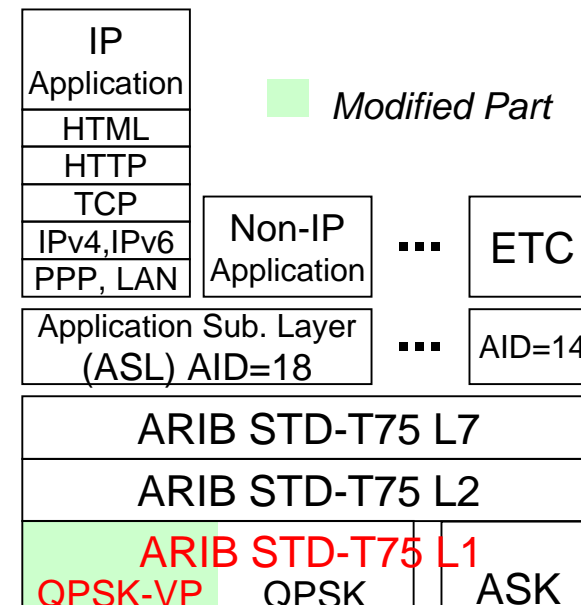 IP
Application
HTML
HTTP
TCP
IPv4,IPv6
PPP, LAN
Modified Part
Non-IP
Application
...
ETC
Application Sub. Layer
(ASL) AID=18
...
AID=14
ARIB STD-T75 L7
ARIB STD-T75 L2
ARIB STD-T75 L1
QPSK-VP
QPSK
ASK